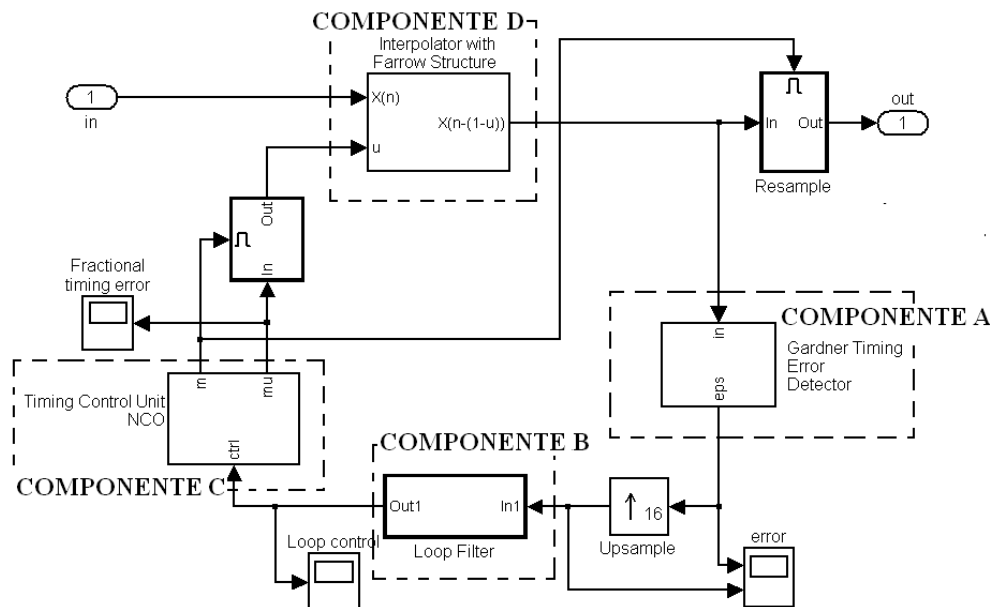 COMPONENTE D
Interpolator with
Farrow Structure
X(n)
u
X(n-(1-u))
1
in
In
Out
Resample
out
1
Out
In
Fractional
timing error
COMPONENTE A
in
eps
Gardner Timing
Error
Detector
m
mu
ctrl
Timing Control Unit
NCO
COMPONENTE C
COMPONENTE B
Out1
In1
Loop Filter
16
Upsample
error
Loop control